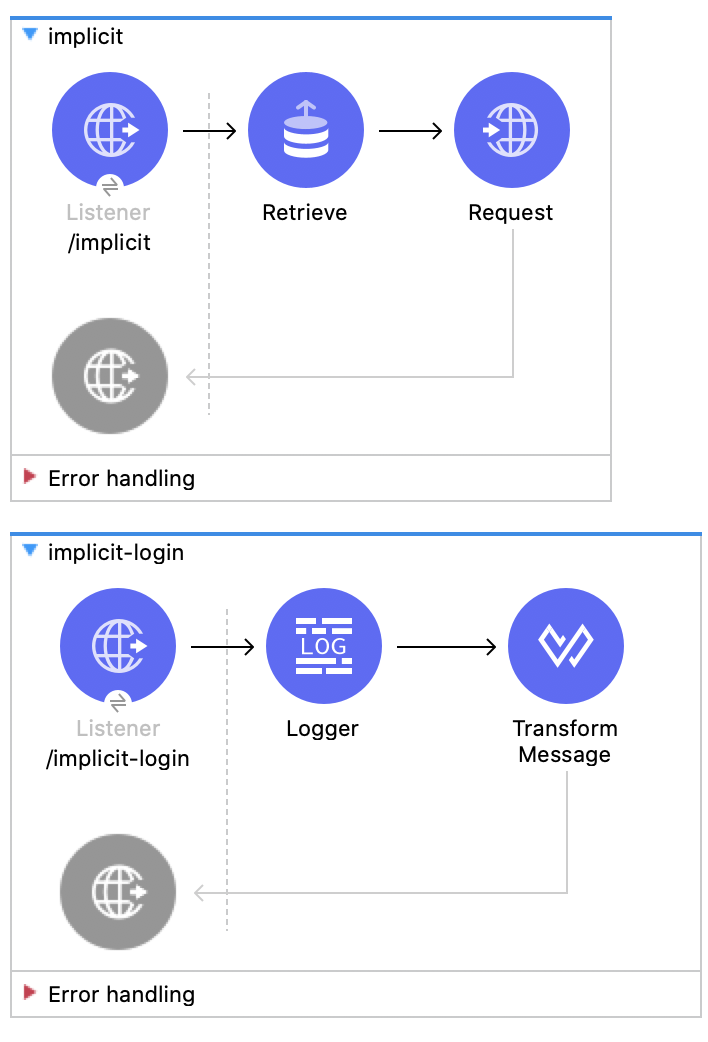 implicit
Listener
/implicit
Retrieve
Request
Error handling
implicit-login
LOG
Listener
/implicit-login
Logger
Transform
Message
Error handling